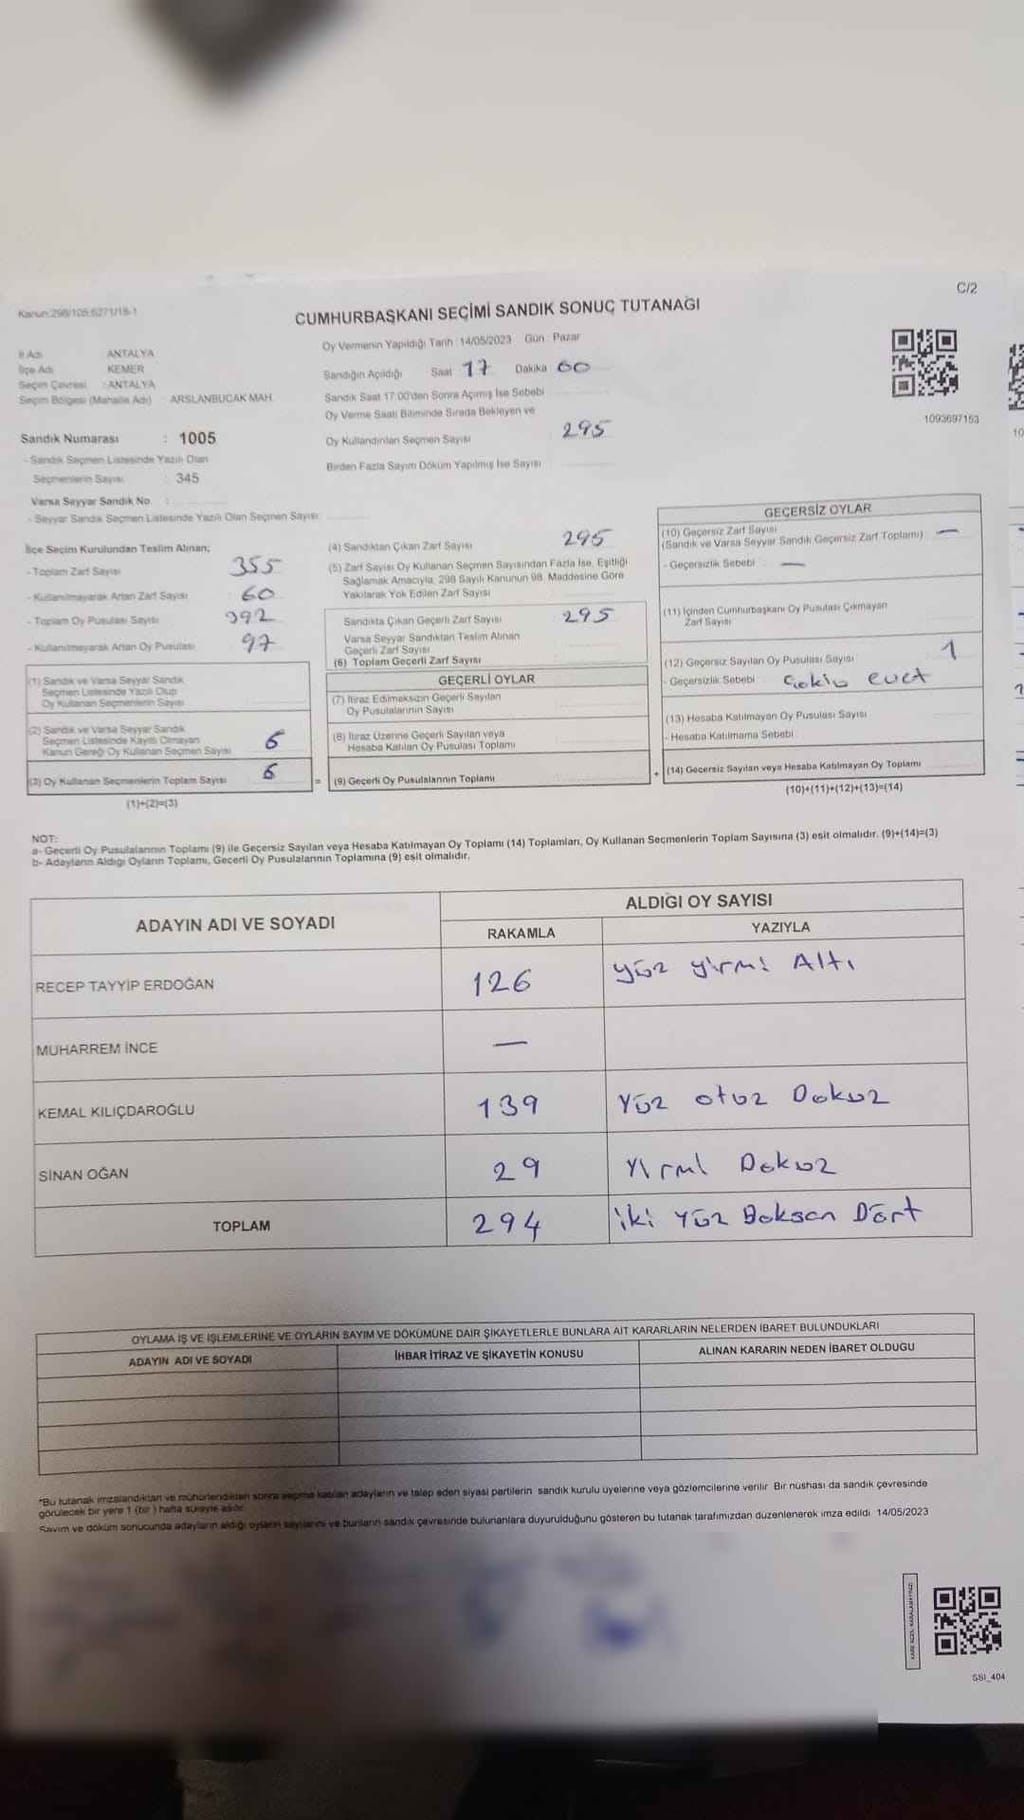 C/2
Kanun:298/105;6271/18-1
CUMHURBAŞKANI SEÇİMİ SANDIK SONUÇ TUTANAĞI
İl Adı ANTALYA
İlçe Adı KEMER
Seçim Çevresi : ANTALYA
Seçim Bölgesi (Mahalle Adı) : ARSLANBUCAK MAH.
Sandık Numarası : 1005
- Sandık Seçmen Listesinde Yazılı Olan
Seçmenlerin Sayısı : 345
Varsa Seyyar Sandık No :
- Seyyar Sandık Seçmen Listesinde Yazılı Olan Seçmen Sayısı:
Oy Vermenin Yapıldığı Tarih : 14/05/2023 Gün : Pazar
Sandığın Açıldığı Saat 17 Dakika 00
Sandık Saat 17.00'den Sonra Açılmış İse Sebebi
Oy Verme Saati Bitiminde Sırada Bekleyen ve
Oy Kullandırılan Seçmen Sayısı 295
Birden Fazla Sayım Döküm Yapılmış İse Sayısı
1093697163
İlçe Seçim Kurulundan Teslim Alınan;
- Toplam Zarf Sayısı : 355
- Kullanılmayarak Artan Zarf Sayısı : 60
- Toplam Oy Pusulası Sayısı : 392
- Kullanılmayarak Artan Oy Pusulası : 97
(1) Sandık ve Varsa Seyyar Sandık
Seçmen Listesinde Yazılı Olup
Oy Kullanan Seçmenlerin Sayısı
(2) Sandık ve Varsa Seyyar Sandık
Seçmen Listesinde Kayıtlı Olmayan
Kanun Gereği Oy Kullanan Seçmen Sayısı 6
(3) Oy Kullanan Seçmenlerin Toplam Sayısı 6
(1)+(2)=(3)
(4) Sandıktan Çıkan Zarf Sayısı 295
(5) Zarf Sayısı Oy Kullanan Seçmen Sayısından Fazla İse, Eşitliği
Sağlamak Amacıyla, 298 Sayılı Kanunun 98. Maddesine Göre
Yakılarak Yok Edilen Zarf Sayısı
Sandıkta Çıkan Geçerli Zarf Sayısı 295
Varsa Seyyar Sandıktan Teslim Alınan
Geçerli Zarf Sayısı
(6) Toplam Geçerli Zarf Sayısı
GEÇERLİ OYLAR
(7) İtiraz Edilmeksizin Geçerli Sayılan
Oy Pusulalarının Sayısı
(8) İtiraz Üzerine Geçerli Sayılan veya
Hesaba Katılan Oy Pusulası Toplamı
= (9) Geçerli Oy Pusulalarının Toplamı
GEÇERSİZ OYLAR
(10) Geçersiz Zarf Sayısı —
(Sandık ve Varsa Seyyar Sandık Geçersiz Zarf Toplamı)
- Geçersizlik Sebebi —
(11) İçinden Cumhurbaşkanı Oy Pusulası Çıkmayan
Zarf Sayısı
(12) Geçersiz Sayılan Oy Pusulası Sayısı 1
- Geçersizlik Sebebi evet
(13) Hesaba Katılmayan Oy Pusulası Sayısı
- Hesaba Katılmama Sebebi
+ (14) Geçersiz Sayılan veya Hesaba Katılmayan Oy Toplamı
(10)+(11)+(12)+(13)=(14)
NOT:
a- Geçerli Oy Pusulalarının Toplamı (9) ile Geçersiz Sayılan veya Hesaba Katılmayan Oy Toplamı (14) Toplamları, Oy Kullanan Seçmenlerin Toplam Sayısına (3) eşit olmalıdır. (9)+(14)=(3)
b- Adayların Aldığı Oyların Toplamı, Geçerli Oy Pusulalarının Toplamına (9) eşit olmalıdır.
ADAYIN ADI VE SOYADI ALDIĞI OY SAYISI
RAKAMLA YAZIYLA
RECEP TAYYİP ERDOĞAN 126 yüz yirmi Altı
MUHARREM İNCE —
KEMAL KILIÇDAROĞLU 139 Yüz otuz Dokuz
SİNAN OĞAN 29 Yirmi Dokuz
TOPLAM 294 iki Yüz Doksan Dört
OYLAMA İŞ VE İŞLEMLERİNE VE OYLARIN SAYIM VE DÖKÜMÜNE DAİR ŞİKAYETLERLE BUNLARA AİT KARARLARIN NELERDEN İBARET BULUNDUKLARI
ADAYIN ADI VE SOYADI İHBAR İTİRAZ VE ŞİKAYETİN KONUSU ALINAN KARARIN NEDEN İBARET OLDUĞU
*Bu tutanak imzalandıktan ve mühürlendikten sonra seçime katılan adayların ve talep eden siyasi partilerin sandık kurulu üyelerine veya gözlemcilerine verilir. Bir nüshası da sandık çevresinde
görülecek bir yere 1 (bir) hafta süreyle asılır.
Sayım ve döküm sonucunda adayların aldığı oyların sayılarını ve bunların sandık çevresinde bulunanlara duyurulduğunu gösteren bu tutanak tarafımızdan düzenlenerek imza edildi. 14/05/2023
SSI_404